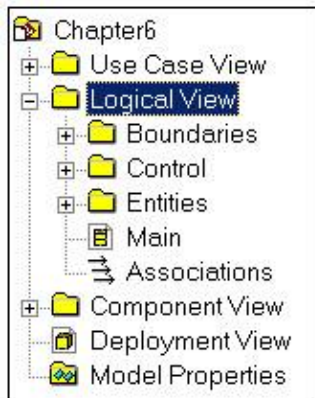 Chapter6
Use Case View
Logical View
Boundaries
Control
Entities
Main
Associations
Component View
Deployment View
Model Properties